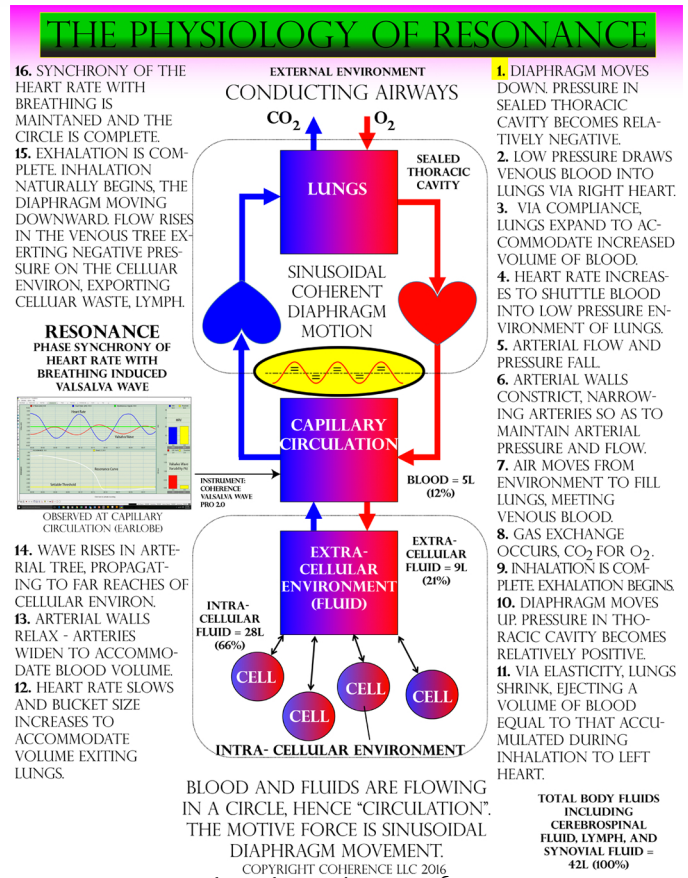 THE PHYSIOLOGY OF RESONANCE
16. SYNCHRONY OF THE
HEART RATE WITH
BREATHING IS
MAINTANED AND THE
CIRCLE IS COMPLETE.
15. EXHALATION IS COM-
PLETE. INHALATION
NATURALLY BEGINS, THE
DIAPHRAGM MOVING
DOWNWARD. FLOW RISES
IN THE VENOUS TREE EX-
ERTING NEGATIVE PRES-
SURE ON THE CELLUAR
ENVIRON, EXPORTING
CELLUAR WASTE, LYMPH.
RESONANCE
PHASE SYNCHRONY OF
HEART RATE WITH
BREATHING INDUCED
VALSALVA WAVE
Heart Rate
Valsalva Wave
Resonance Curve
OBSERVED AT CAPILLARY
CIRCULATION (EARLOBE)
14. WAVE RISES IN ARTE-
RIAL TREE, PROPAGAT-
ING TO FAR REACHES OF
CELLULAR ENVIRON.
13. ARTERIAL WALLS
RELAX - ARTERIES
WIDEN TO ACCOMMO-
DATE BLOOD VOLUME.
12. HEART RATE SLOWS
AND BUCKET SIZE
INCREASES TO
ACCOMMODATE
VOLUME EXITING
LUNGS.
EXTERNAL ENVIRONMENT
CONDUCTING AIRWAYS
CO2 O2
LUNGS
SEALED
THORACIC
CAVITY
SINUSOIDAL
COHERENT
DIAPHRAGM
MOTION
CAPILLARY
CIRCULATION
INSTRUMENT:
COHERENCE
VALSALVA WAVE
PRO 2.0
BLOOD = 5L
(12%)
EXTRA-
CELLULAR
ENVIRONMENT
(FLUID)
EXTRA-
CELLULAR
FLUID = 9L
(21%)
INTRA-
CELLULAR
FLUID = 28L
(66%)
CELL
CELL
CELL
CELL
INTRA- CELLULAR ENVIRONMENT
BLOOD AND FLUIDS ARE FLOWING
IN A CIRCLE, HENCE “CIRCULATION”.
THE MOTIVE FORCE IS SINUSOIDAL
DIAPHRAGM MOVEMENT.
COPYRIGHT COHERENCE LLC 2016
1. DIAPHRAGM MOVES
DOWN. PRESSURE IN
SEALED THORACIC
CAVITY BECOMES RELA-
TIVELY NEGATIVE.
2. LOW PRESSURE DRAWS
VENOUS BLOOD INTO
LUNGS VIA RIGHT HEART.
3. VIA COMPLIANCE,
LUNGS EXPAND TO AC-
COMMODATE INCREASED
VOLUME OF BLOOD.
4. HEART RATE INCREAS-
ES TO SHUTTLE BLOOD
INTO LOW PRESSURE EN-
VIRONMENT OF LUNGS.
5. ARTERIAL FLOW AND
PRESSURE FALL.
6. ARTERIAL WALLS
CONSTRICT, NARROW-
ING ARTERIES SO AS TO
MAINTAIN ARTERIAL
PRESSURE AND FLOW.
7. AIR MOVES FROM
ENVIRONMENT TO FILL
LUNGS, MEETING
VENOUS BLOOD.
8. GAS EXCHANGE
OCCURS, CO2 FOR O2.
9. INHALATION IS COM-
PLETE. EXHALATION BEGINS.
10. DIAPHRAGM MOVES
UP. PRESSURE IN THO-
RACIC CAVITY BECOMES
RELATIVELY POSITIVE.
11. VIA ELASTICITY, LUNGS
SHRINK, EJECTING A
VOLUME OF BLOOD
EQUAL TO THAT ACCU-
MULATED DURING
INHALATION TO LEFT
HEART.
TOTAL BODY FLUIDS
INCLUDING
CEREBROSPINAL
FLUID, LYMPH, AND
SYNOVIAL FLUID =
42L (100%)